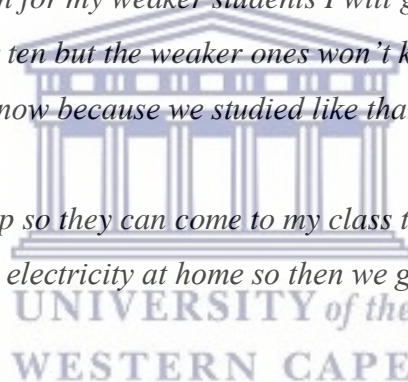 for my weaker students I will g
ten but the weaker ones won't k
now because we studied like tha
p so they can come to my class t
electricity at home so then we g
UNIVERSITY of the
WESTERN CAPE